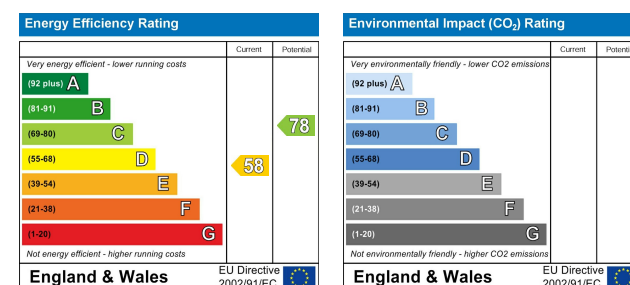 Energy Efficiency Rating
Current Potential
Very energy efficient - lower running costs
(92 plus) A
(81-91) B
(69-80) C
78
(55-68) D
58
(39-54) E
(21-38) F
(1-20) G
Not energy efficient - higher running costs
England & Wales
EU Directive
2002/91/EC
Environmental Impact (CO2) Rating
Current
Very environmentally friendly - lower CO2 emissions
(92 plus) A
(81-91) B
(69-80) C
(55-68) D
(39-54) E
(21-38) F
(1-20) G
Not environmentally friendly - higher CO2 emissions
England & Wales
EU Directive
2002/91/EC